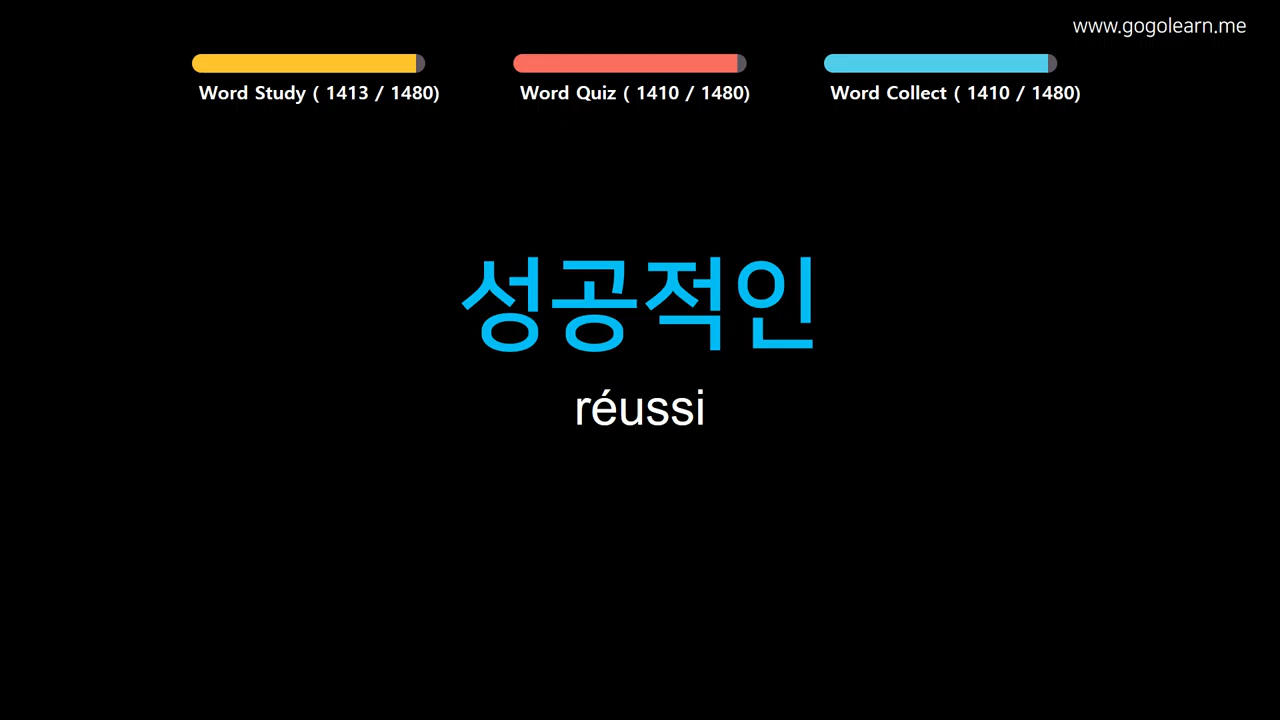 www.gogolearn.me
Word Study ( 1413 / 1480)
Word Quiz ( 1410 / 1480)
Word Collect ( 1410 / 1480)
성공적인
réussi